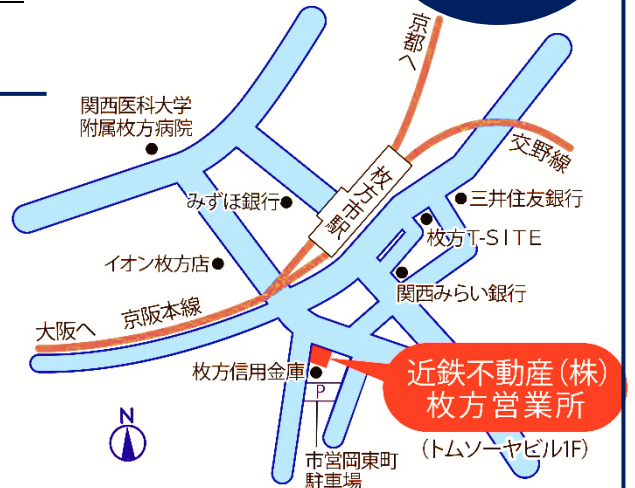 京都へ
関西医科大学
附属枚方病院
交野線
枚方市駅
みずほ銀行
三井住友銀行
枚方T-SITE
イオン枚方店
関西みらい銀行
京阪本線
大阪へ
枚方信用金庫
近鉄不動産(株)
枚方営業所
P
(トムソーヤビル1F)
N
市営岡東町
駐車場